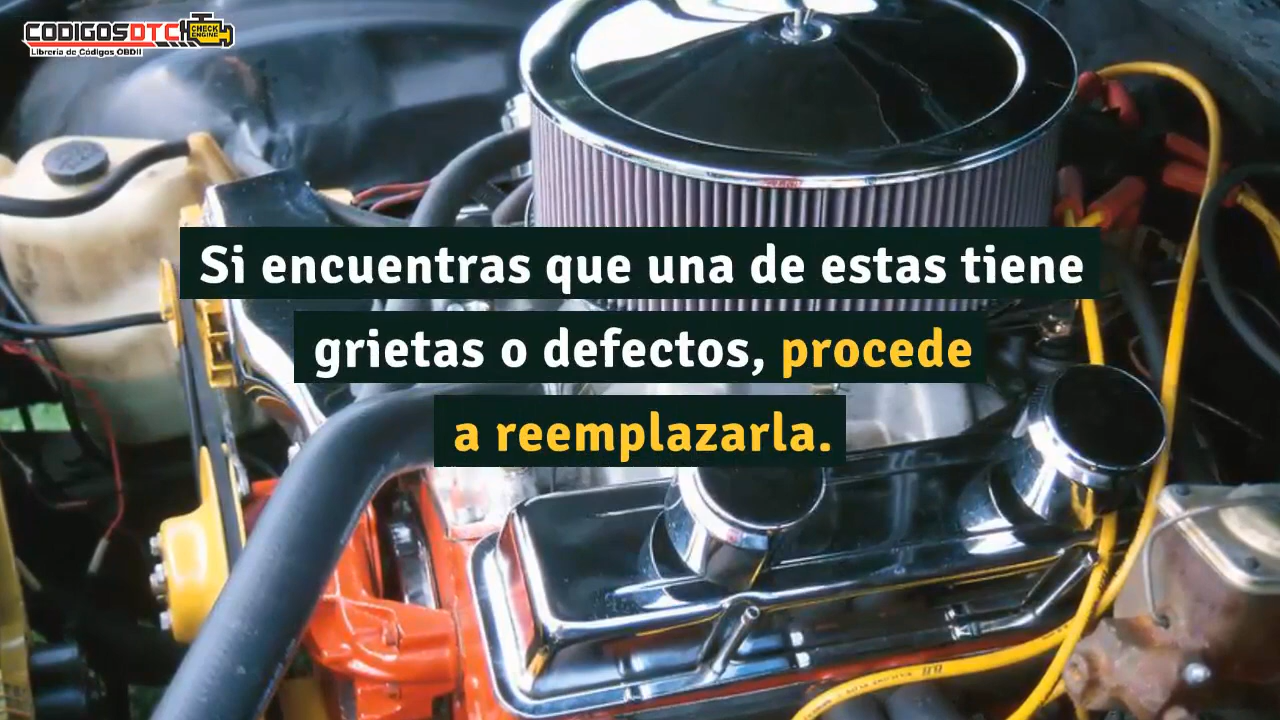 CODIGOSDTC
CHECK
ENGINE
Librería de Códigos OBDII
Si encuentras que una de estas tiene
grietas o defectos, procede
a reemplazarla.